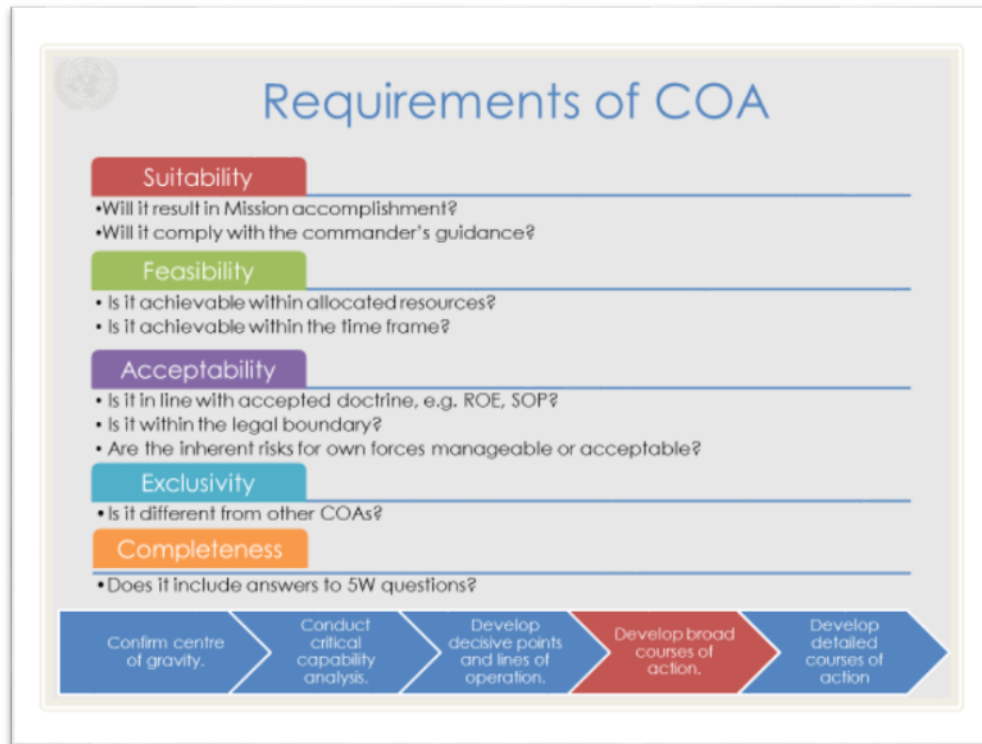 Requirements of COA
Suitability
•Will it result in Mission accomplishment?
•Will it comply with the commander's guidance?
Feasibility
• Is it achievable within allocated resources?
• Is it achievable within the time frame?
Acceptability
• Is it in line with accepted doctrine, e.g. ROE, SOP?
• Is it within the legal boundary?
• Are the inherent risks for own forces manageable or acceptable?
Exclusivity
• Is it different from other COAs?
Completeness
•Does it include answers to 5W questions?
Confirm centre
of gravity.
Conduct
critical
capability
analysis.
Develop
decisive points
and lines of
operation.
Develop broad
courses of
action.
Develop
detailed
courses of
action